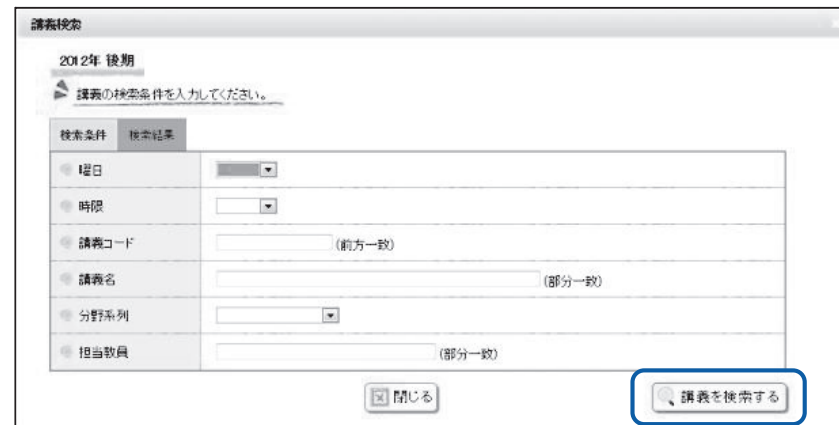 講義検索
2012年 後期
講義の検索条件を入力してください。
検索条件 検索結果
曜日
時限
講義コード (前方一致)
講義名 (部分一致)
分野系列
担当教員 (部分一致)
閉じる 講義を検索する